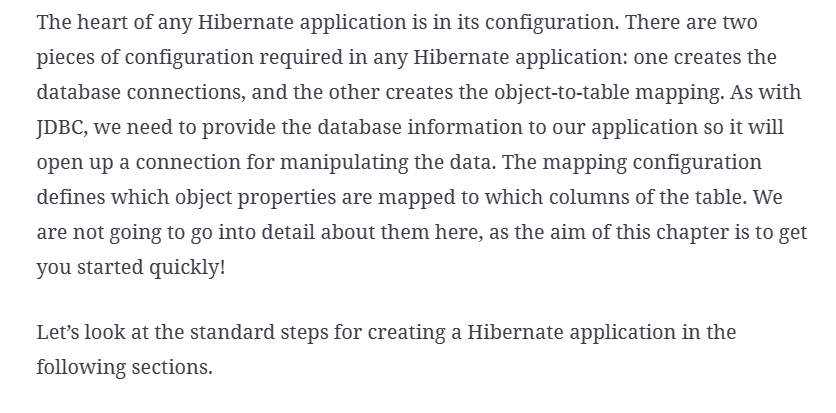 The heart of any Hibernate application is in its configuration. There are two
pieces of configuration required in any Hibernate application: one creates the
database connections, and the other creates the object-to-table mapping. As with
JDBC, we need to provide the database information to our application so it will
open up a connection for manipulating the data. The mapping configuration
defines which object properties are mapped to which columns of the table. We
are not going to go into detail about them here, as the aim of this chapter is to get
you started quickly!
Let’s look at the standard steps for creating a Hibernate application in the
following sections.